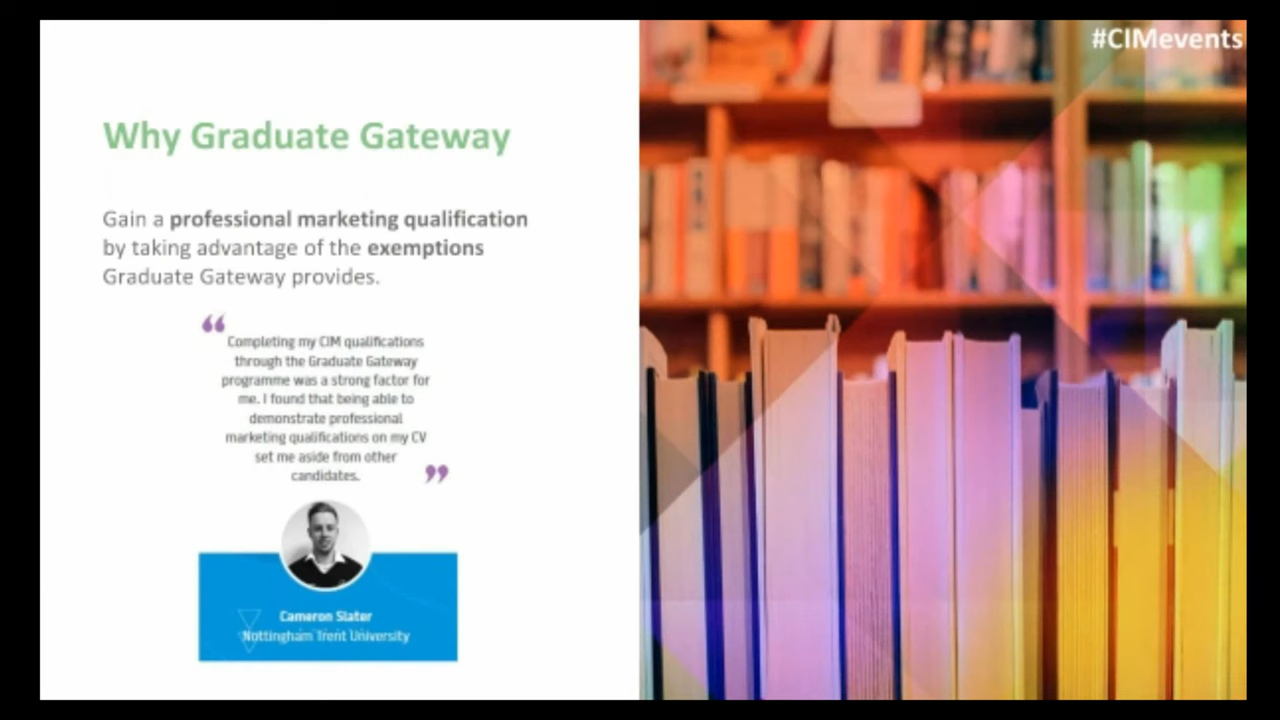 #CIMevents
Why Graduate Gateway
Gain a professional marketing qualification
by taking advantage of the exemptions
Graduate Gateway provides.
“
Completing my CIM qualifications
through the Graduate Gateway
programme was a strong factor for
me. I found that being able to
demonstrate professional
marketing qualifications on my CV
set me aside from other
candidates.
”
Cameron Slater
Nottingham Trent University